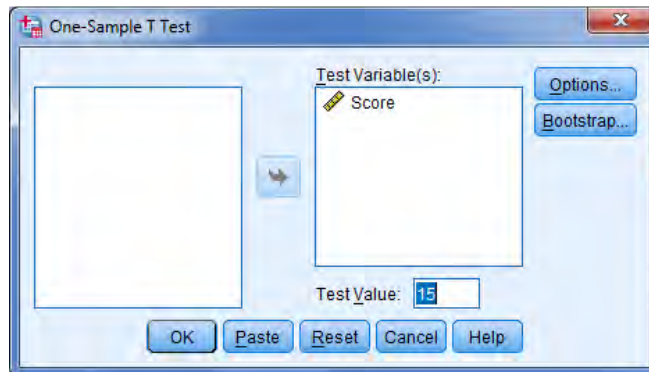 One-Sample T Test
Test Variable(s):
Score
Options...
Bootstrap...
Test Value: 15
OK Paste Reset Cancel Help